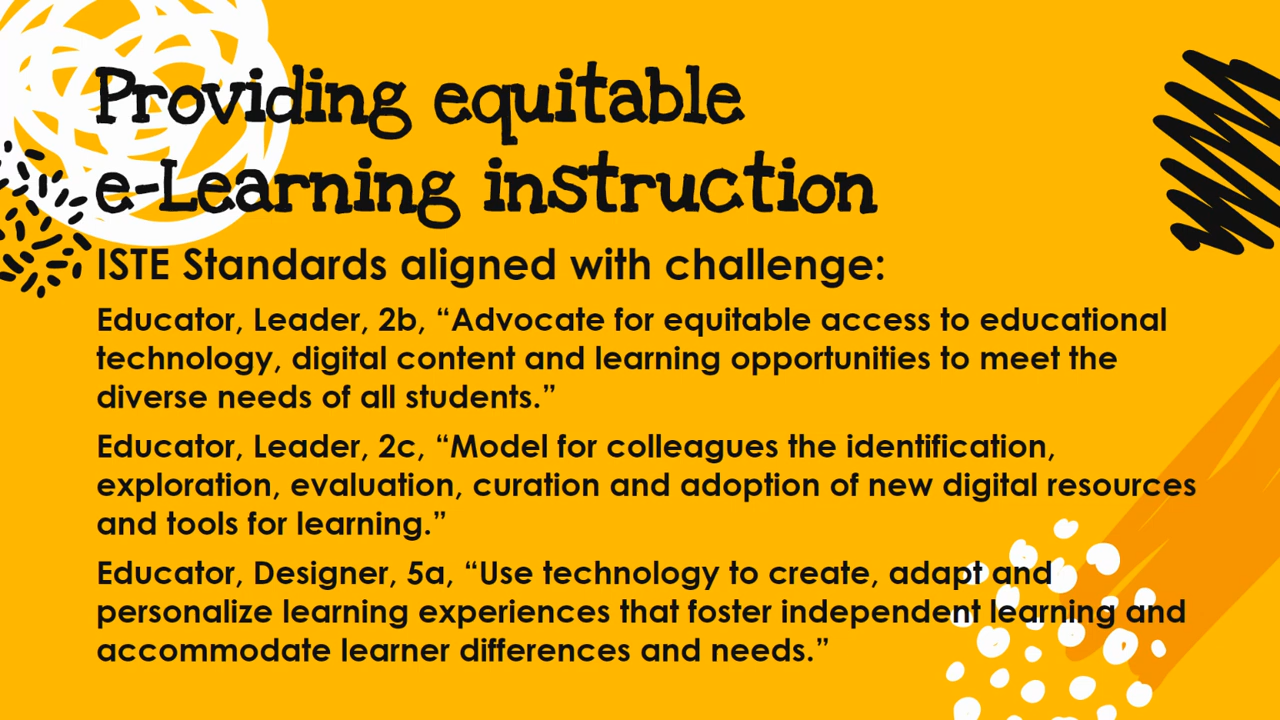 Providing equitable
e-Learning instruction
ISTE Standards aligned with challenge:
Educator, Leader, 2b, “Advocate for equitable access to educational
technology, digital content and learning opportunities to meet the
diverse needs of all students.”
Educator, Leader, 2c, “Model for colleagues the identification,
exploration, evaluation, curation and adoption of new digital resources
and tools for learning.”
Educator, Designer, 5a, “Use technology to create, adapt and
personalize learning experiences that foster independent learning and
accommodate learner differences and needs.”